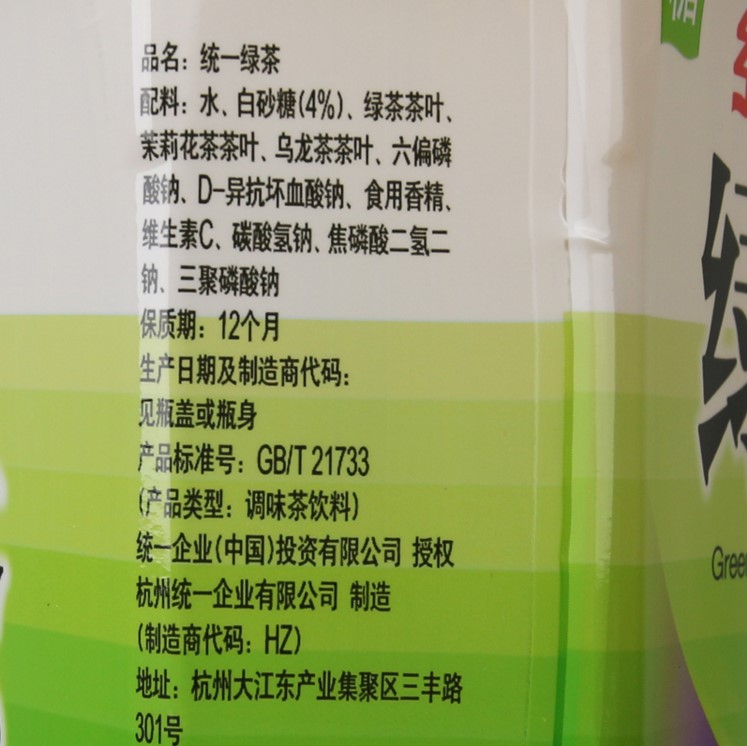 品名：统一绿茶
配料：水、白砂糖(4%)、绿茶茶叶、
茉莉花茶茶叶、乌龙茶茶叶、六偏磷
酸钠、D-异抗坏血酸钠、食用香精、
维生素C、碳酸氢钠、焦磷酸二氢二
钠、三聚磷酸钠
保质期：12个月
生产日期及制造商代码：
见瓶盖或瓶身
产品标准号：GB/T 21733
(产品类型：调味茶饮料)
统一企业(中国)投资有限公司 授权
杭州统一企业有限公司 制造
(制造商代码：HZ)
地址：杭州大江东产业集聚区三丰路
301号
糖
绿